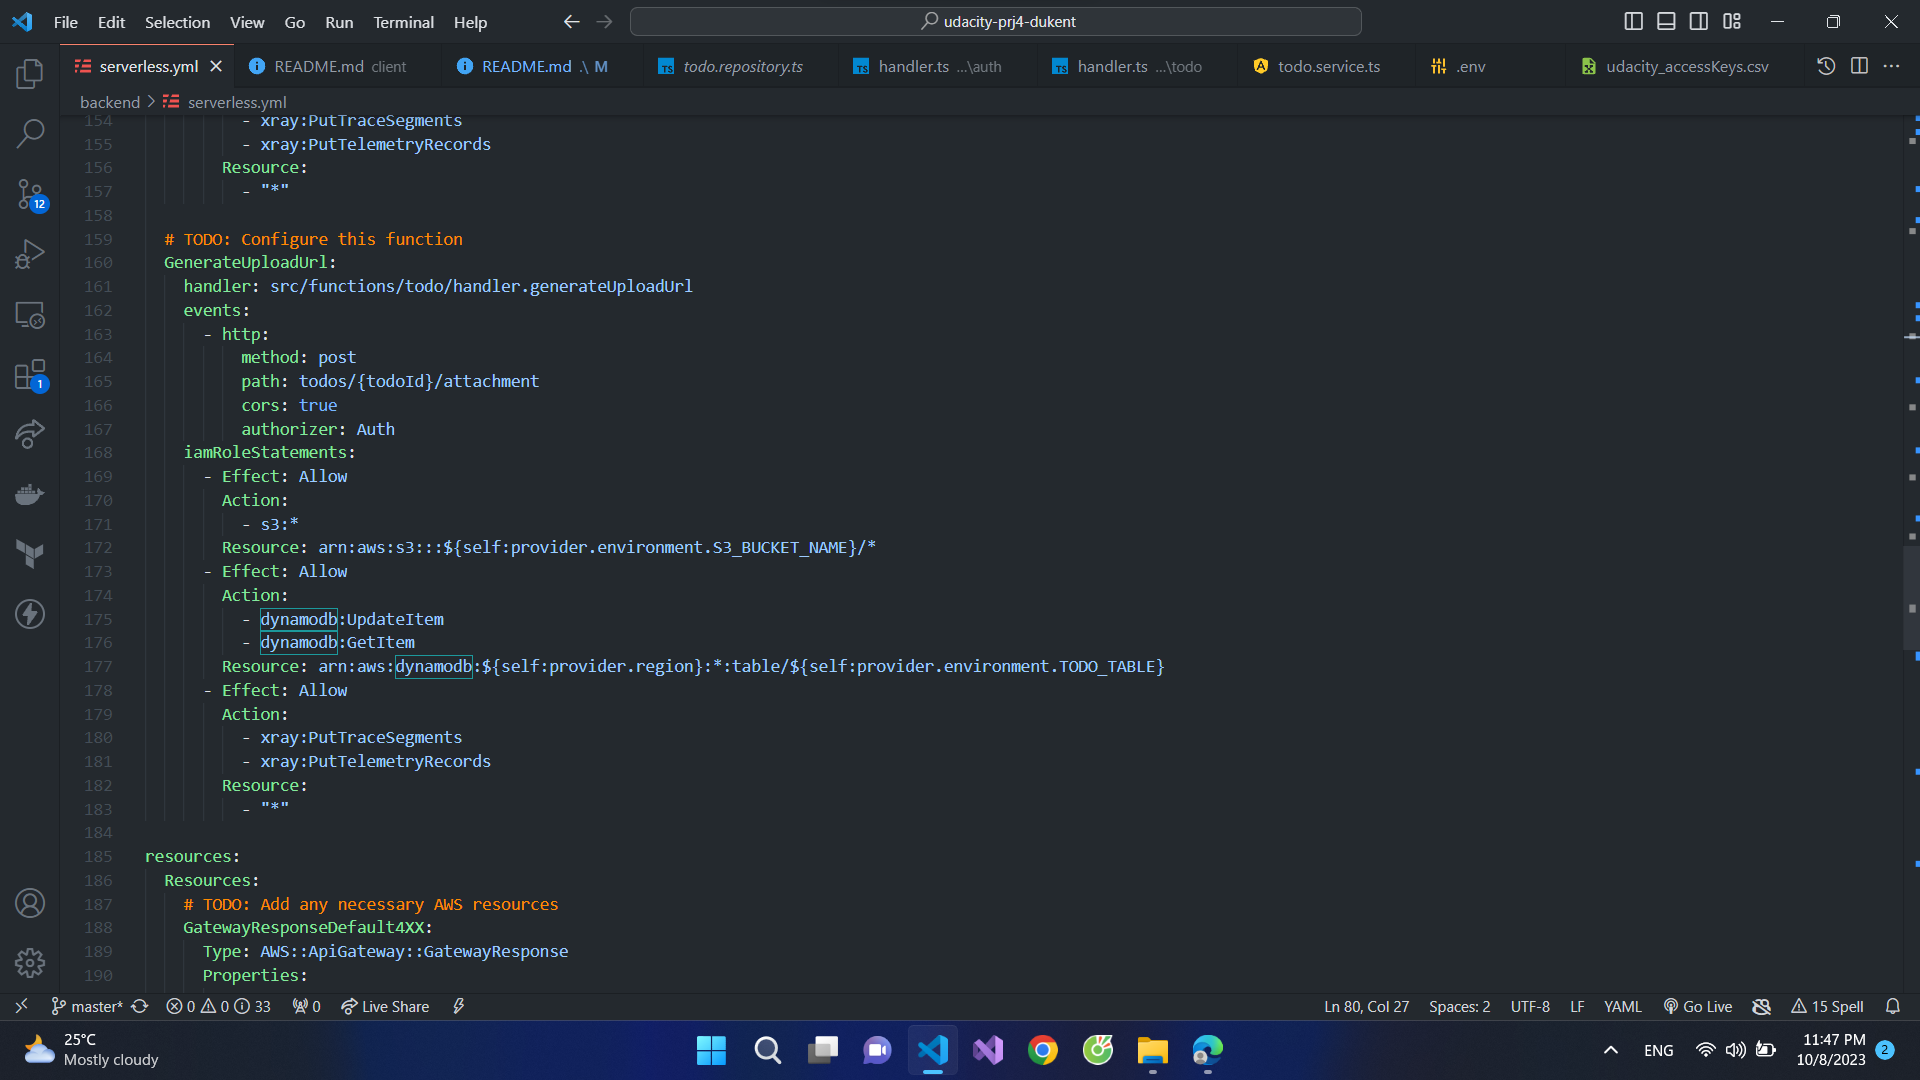 File Edit Selection View Go Run Terminal Help
udacity-prj4-dukent
serverless.yml
README.md client
README.md .\ M
todo.repository.ts
handler.ts ...\auth
handler.ts ...\todo
todo.service.ts
.env
udacity_accessKeys.csv
backend > serverless.yml
154 - xray:PutTraceSegments
155 - xray:PutTelemetryRecords
156 Resource:
157 - "*"
158
159 # TODO: Configure this function
160 GenerateUploadUrl:
161 handler: src/functions/todo/handler.generateUploadUrl
162 events:
163 - http:
164 method: post
165 path: todos/{todoId}/attachment
166 cors: true
167 authorizer: Auth
168 iamRoleStatements:
169 - Effect: Allow
170 Action:
171 - s3:*
172 Resource: arn:aws:s3:::${self:provider.environment.S3_BUCKET_NAME}/*
173 - Effect: Allow
174 Action:
175 - dynamodb:UpdateItem
176 - dynamodb:GetItem
177 Resource: arn:aws:dynamodb:${self:provider.region}:*:table/${self:provider.environment.TODO_TABLE}
178 - Effect: Allow
179 Action:
180 - xray:PutTraceSegments
181 - xray:PutTelemetryRecords
182 Resource:
183 - "*"
184
185 resources:
186 Resources:
187 # TODO: Add any necessary AWS resources
188 GatewayResponseDefault4XX:
189 Type: AWS::ApiGateway::GatewayResponse
190 Properties:
12
1
master* 0 0 33 0 Live Share
Ln 80, Col 27 Spaces: 2 UTF-8 LF YAML Go Live 15 Spell
25°C
Mostly cloudy
ENG
11:47 PM
10/8/2023
2